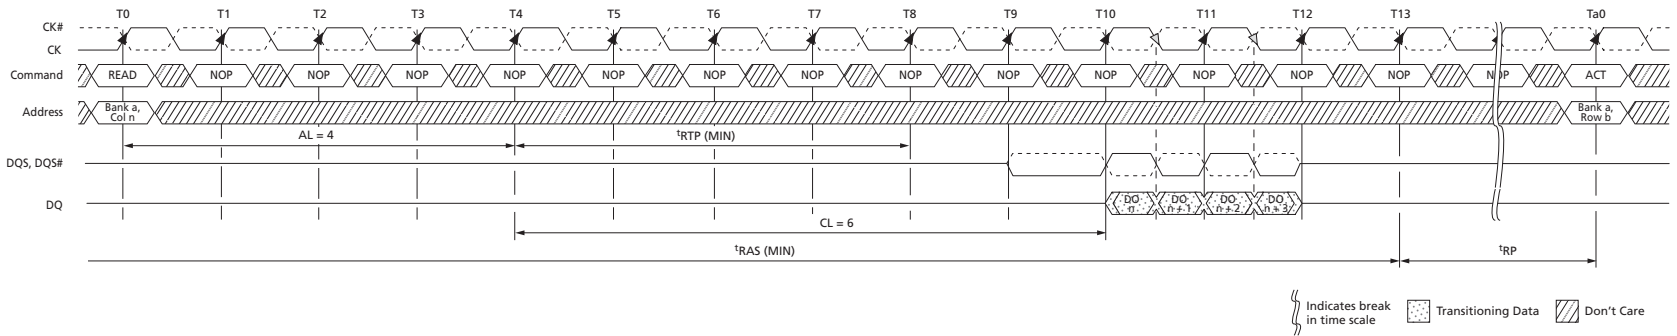 T0 T1 T2 T3 T4 T5 T6 T7 T8 T9 T10 T11 T12 T13 Ta0
CK#
CK
Command READ NOP NOP NOP NOP NOP NOP NOP NOP NOP NOP NOP NOP NOP NOP ACT
Address Bank a, Col n Bank a, Row b
AL = 4 tRTP (MIN)
DQS, DQS#
DQ DO n DO n + 1 DO n + 2 DO n + 3
CL = 6
tRAS (MIN) tRP
Indicates break in time scale Transitioning Data Don't Care